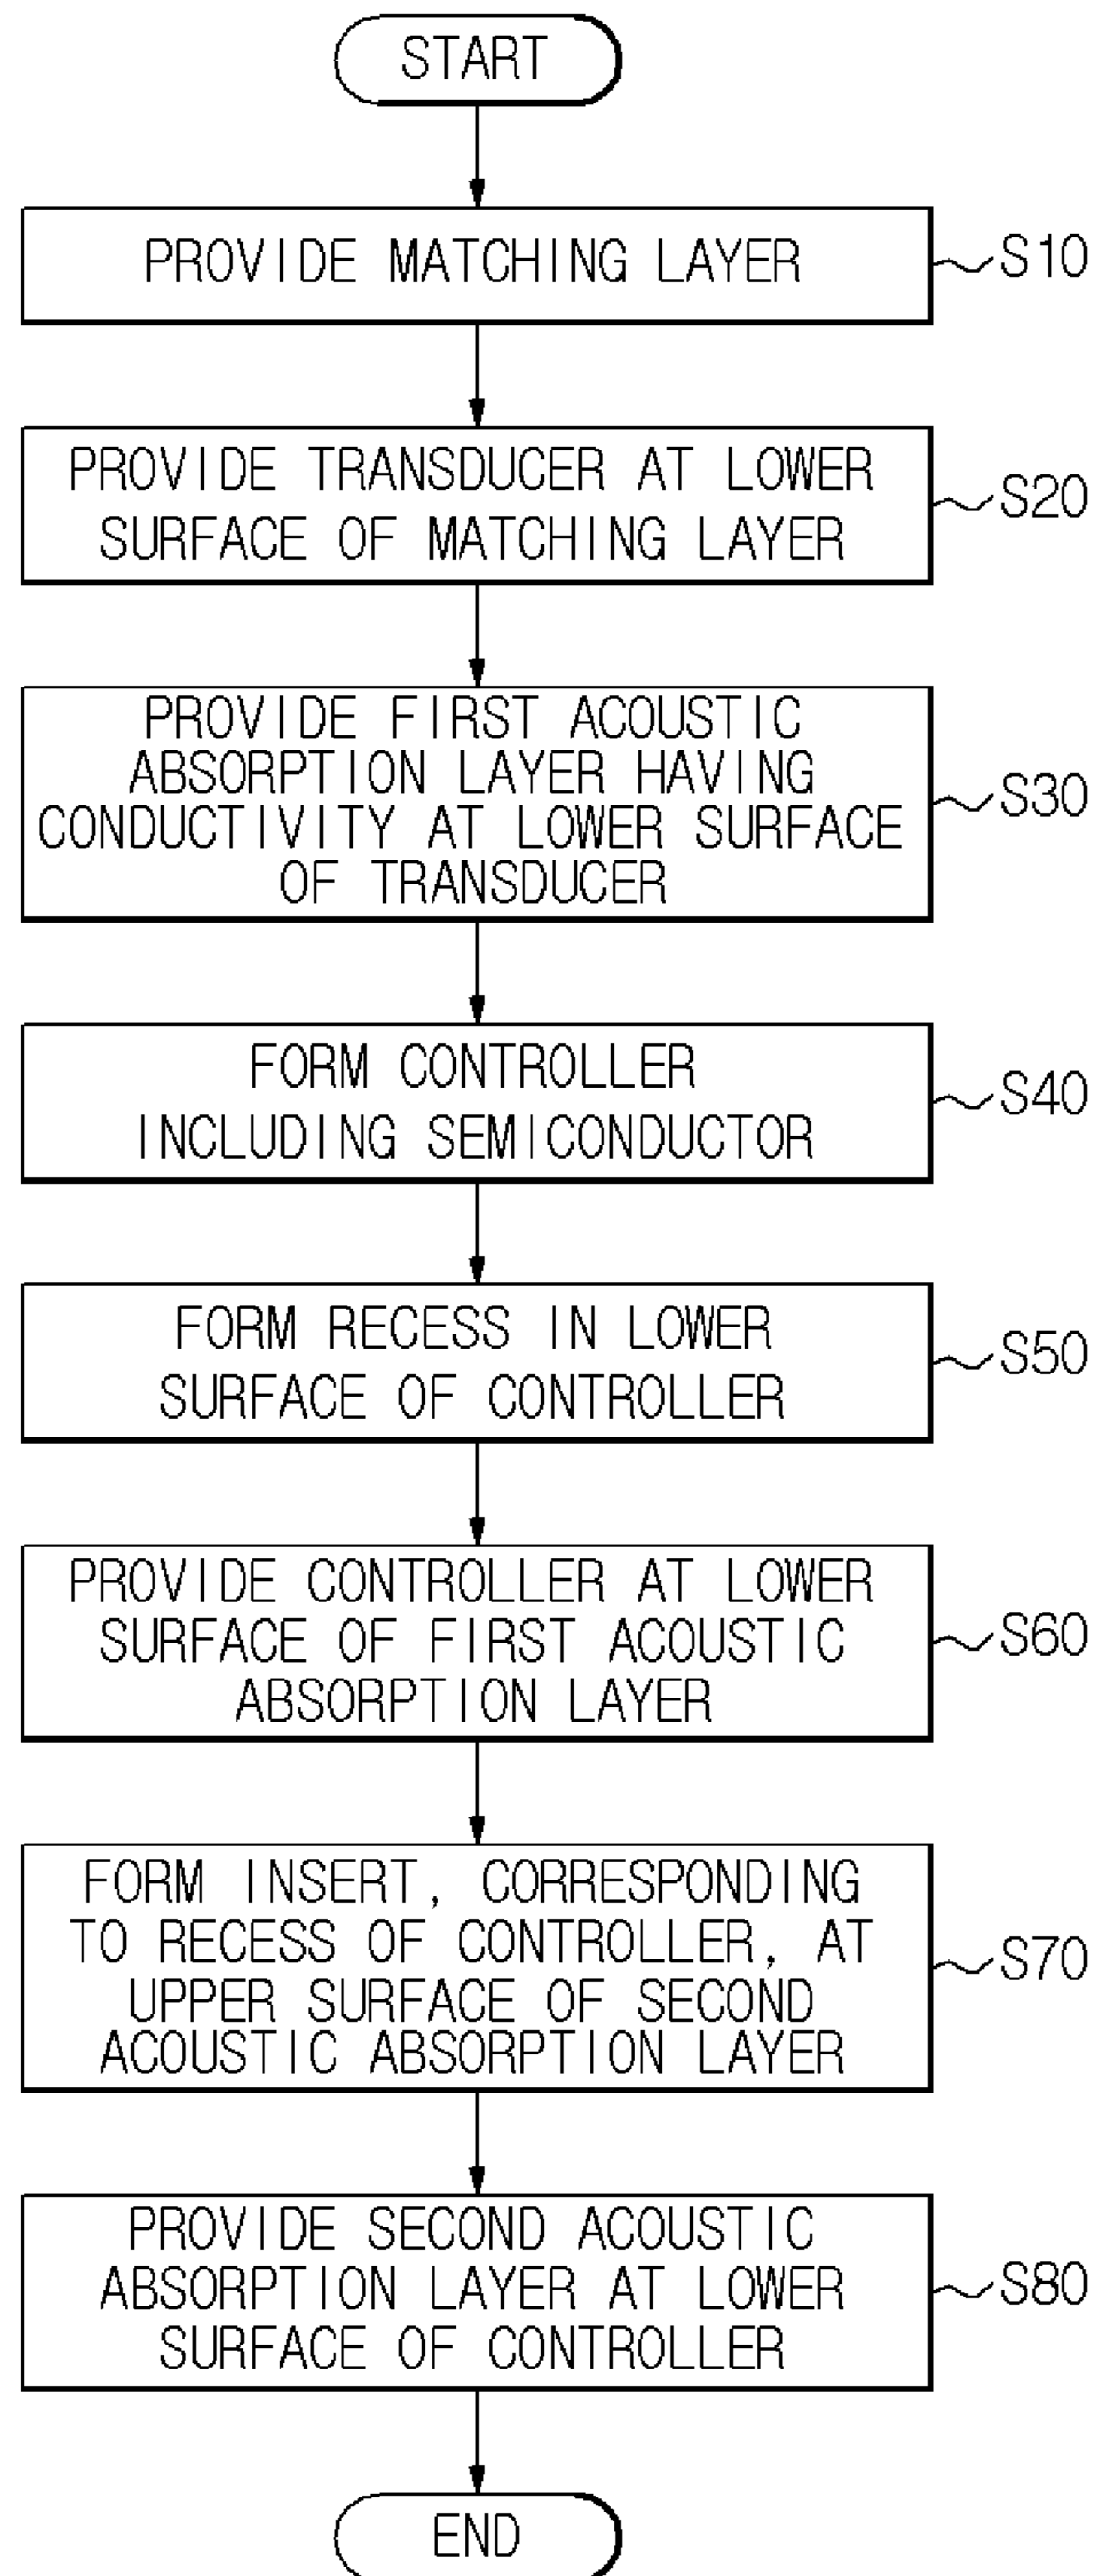 START
PROVIDE MATCHING LAYER
S10
PROVIDE TRANSDUCER AT LOWER
SURFACE OF MATCHING LAYER
S20
PROVIDE FIRST ACOUSTIC
ABSORPTION LAYER HAVING
CONDUCTIVITY AT LOWER SURFACE
OF TRANSDUCER
S30
FORM CONTROLLER
INCLUDING SEMICONDUCTOR
S40
FORM RECESS IN LOWER
SURFACE OF CONTROLLER
S50
PROVIDE CONTROLLER AT LOWER
SURFACE OF FIRST ACOUSTIC
ABSORPTION LAYER
S60
FORM INSERT, CORRESPONDING
TO RECESS OF CONTROLLER, AT
UPPER SURFACE OF SECOND
ACOUSTIC ABSORPTION LAYER
S70
PROVIDE SECOND ACOUSTIC
ABSORPTION LAYER AT LOWER
SURFACE OF CONTROLLER
S80
END